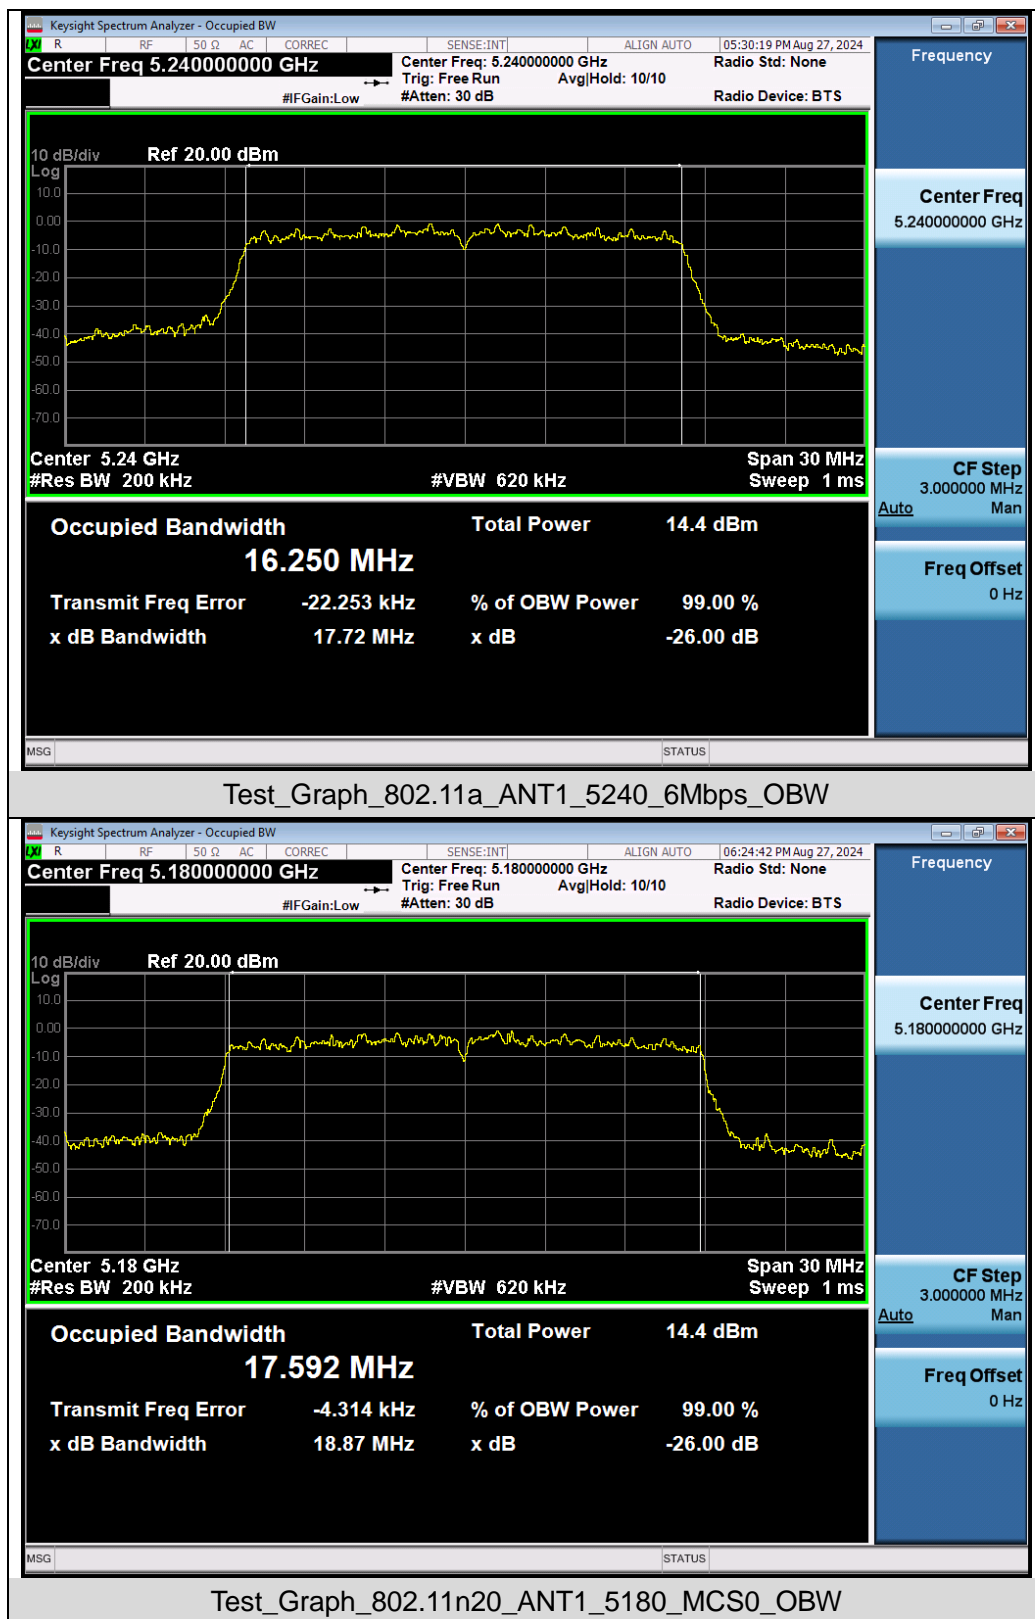 Keysight Spectrum Analyzer - Occupied BW
LXI R RF 50 Ω AC CORREC SENSE:INT ALIGN AUTO 05:30:19 PM Aug 27, 2024
Center Freq 5.240000000 GHz
Center Freq: 5.240000000 GHz Radio Std: None
Trig: Free Run Avg|Hold: 10/10
#IFGain:Low #Atten: 30 dB Radio Device: BTS
Frequency
10 dB/div Ref 20.00 dBm
Log
10.0
0.00
-10.0
-20.0
-30.0
-40.0
-50.0
-60.0
-70.0
Center 5.24 GHz Span 30 MHz
#Res BW 200 kHz #VBW 620 kHz Sweep 1 ms
Center Freq
5.240000000 GHz
CF Step
3.000000 MHz
Auto Man
Freq Offset
0 Hz
Occupied Bandwidth Total Power 14.4 dBm
16.250 MHz
Transmit Freq Error -22.253 kHz % of OBW Power 99.00 %
x dB Bandwidth 17.72 MHz x dB -26.00 dB
MSG STATUS
Test_Graph_802.11a_ANT1_5240_6Mbps_OBW
Keysight Spectrum Analyzer - Occupied BW
LXI R RF 50 Ω AC CORREC SENSE:INT ALIGN AUTO 06:24:42 PM Aug 27, 2024
Center Freq 5.180000000 GHz
Center Freq: 5.180000000 GHz Radio Std: None
Trig: Free Run Avg|Hold: 10/10
#IFGain:Low #Atten: 30 dB Radio Device: BTS
Frequency
10 dB/div Ref 20.00 dBm
Log
10.0
0.00
-10.0
-20.0
-30.0
-40.0
-50.0
-60.0
-70.0
Center 5.18 GHz Span 30 MHz
#Res BW 200 kHz #VBW 620 kHz Sweep 1 ms
Center Freq
5.180000000 GHz
CF Step
3.000000 MHz
Auto Man
Freq Offset
0 Hz
Occupied Bandwidth Total Power 14.4 dBm
17.592 MHz
Transmit Freq Error -4.314 kHz % of OBW Power 99.00 %
x dB Bandwidth 18.87 MHz x dB -26.00 dB
MSG STATUS
Test_Graph_802.11n20_ANT1_5180_MCS0_OBW